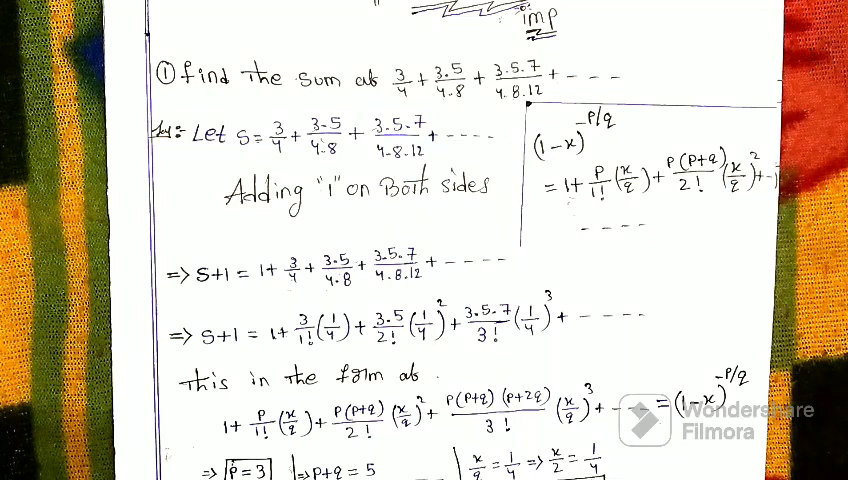 imp
① find The sum of 3/4 + 3.5/4.8 + 3.5.7/4.8.12 + - - -
Sol: Let S = 3/4 + 3-5/4.8 + 3.5.7/4-8-12 + - - - -
(1-x)^-P/q
= 1 + P/1! (x/q) + P(P+q)/2! (x/q)^2 + - -
- - - -
Adding "1" on Both sides
=> S+1 = 1 + 3/4 + 3.5/4.8 + 3.5.7/4.8.12 + - - - -
=> S+1 = 1 + 3/1! (1/4) + 3.5/2! (1/4)^2 + 3.5.7/3! (1/4)^3 + - - - -
This in the form of
1 + P/1! (x/q) + P(P+q)/2! (x/q)^2 + P(P+q)(P+2q)/3! (x/q)^3 + - - - = (1-x)^-P/q
Wondershare
Filmora
=> P = 3 | => P+q = 5 | x/q = 1/4 => x/2 = 1/4